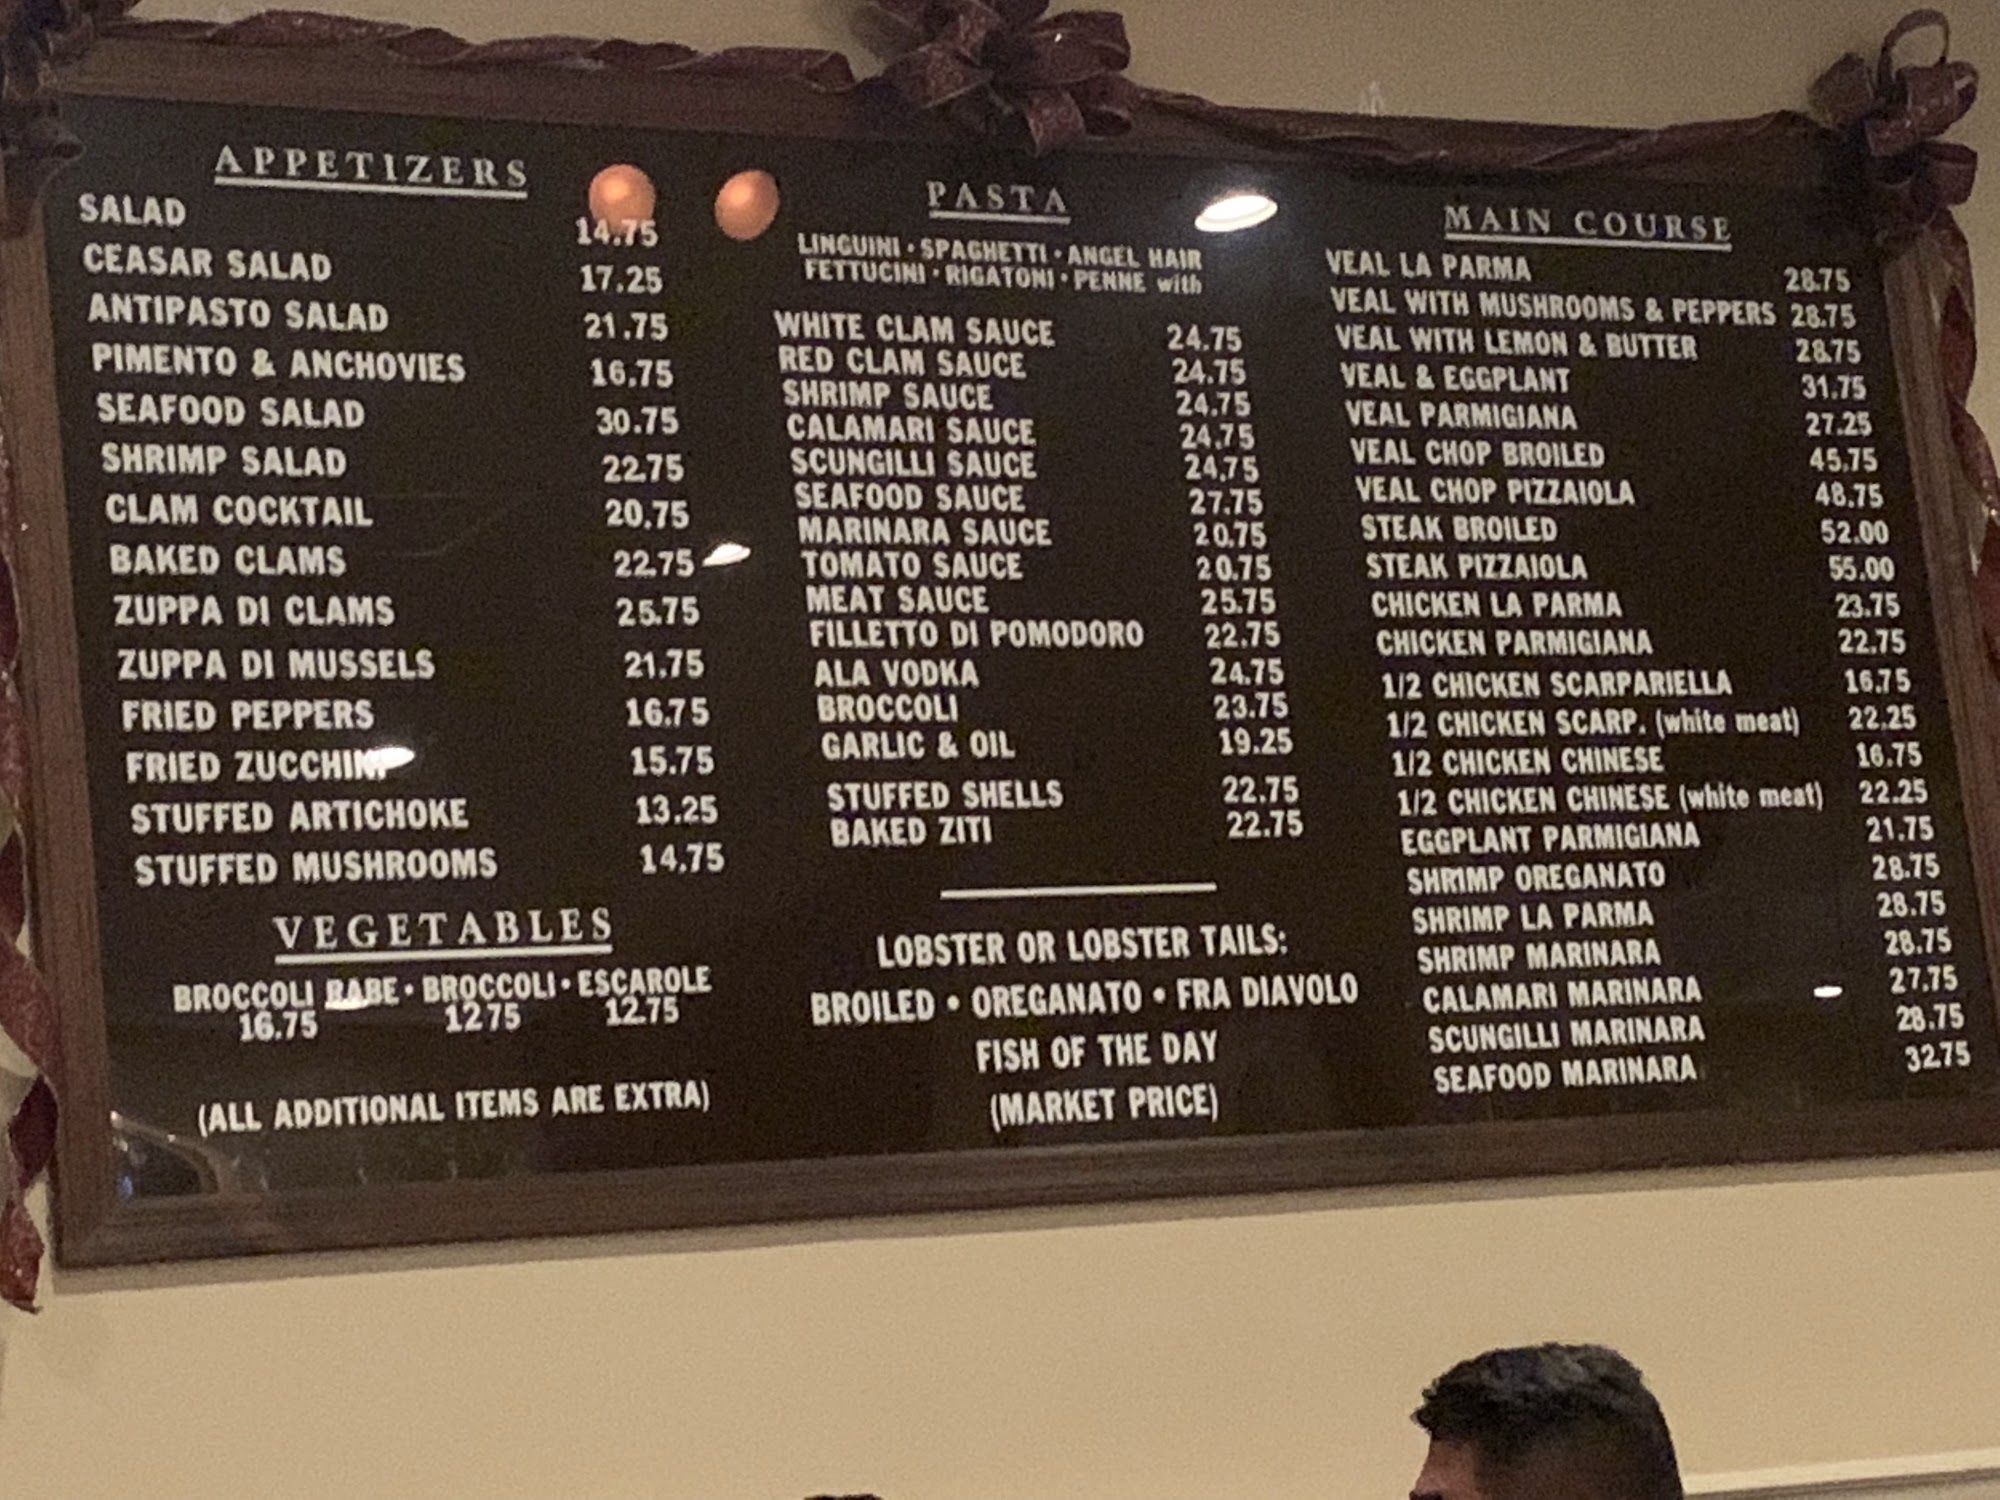 APPETIZERS
SALAD 14.75
CEASAR SALAD 17.25
ANTIPASTO SALAD 21.75
PIMENTO & ANCHOVIES 16.75
SEAFOOD SALAD 30.75
SHRIMP SALAD 22.75
CLAM COCKTAIL 20.75
BAKED CLAMS 22.75
ZUPPA DI CLAMS 25.75
ZUPPA DI MUSSELS 21.75
FRIED PEPPERS 16.75
FRIED ZUCCHINI 15.75
STUFFED ARTICHOKE 13.25
STUFFED MUSHROOMS 14.75
VEGETABLES
BROCCOLI RABE • BROCCOLI • ESCAROLE
16.75 12.75 12.75
(ALL ADDITIONAL ITEMS ARE EXTRA)
PASTA
LINGUINI • SPAGHETTI • ANGEL HAIR
FETTUCINI • RIGATONI • PENNE with
WHITE CLAM SAUCE 24.75
RED CLAM SAUCE 24.75
SHRIMP SAUCE 24.75
CALAMARI SAUCE 24.75
SCUNGILLI SAUCE 24.75
SEAFOOD SAUCE 27.75
MARINARA SAUCE 20.75
TOMATO SAUCE 20.75
MEAT SAUCE 25.75
FILLETTO DI POMODORO 22.75
ALA VODKA 24.75
BROCCOLI 23.75
GARLIC & OIL 19.25
STUFFED SHELLS 22.75
BAKED ZITI 22.75
LOBSTER OR LOBSTER TAILS:
BROILED • OREGANATO • FRA DIAVOLO
FISH OF THE DAY
(MARKET PRICE)
MAIN COURSE
VEAL LA PARMA 28.75
VEAL WITH MUSHROOMS & PEPPERS 28.75
VEAL WITH LEMON & BUTTER 28.75
VEAL & EGGPLANT 31.75
VEAL PARMIGIANA 27.25
VEAL CHOP BROILED 45.75
VEAL CHOP PIZZAIOLA 48.75
STEAK BROILED 52.00
STEAK PIZZAIOLA 55.00
CHICKEN LA PARMA 23.75
CHICKEN PARMIGIANA 22.75
1/2 CHICKEN SCARPARIELLA 16.75
1/2 CHICKEN SCARP. (white meat) 22.25
1/2 CHICKEN CHINESE 16.75
1/2 CHICKEN CHINESE (white meat) 22.25
EGGPLANT PARMIGIANA 21.75
SHRIMP OREGANATO 28.75
SHRIMP LA PARMA 28.75
SHRIMP MARINARA 28.75
CALAMARI MARINARA 27.75
SCUNGILLI MARINARA 28.75
SEAFOOD MARINARA 32.75